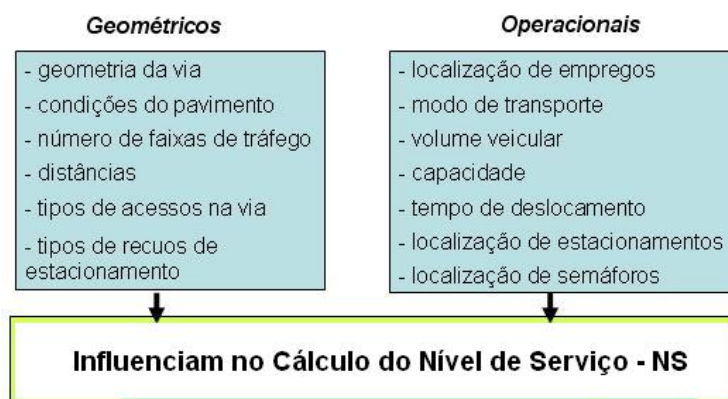 Geométricos
- geometria da via
- condições do pavimento
- número de faixas de tráfego
- distâncias
- tipos de acessos na via
- tipos de recuos de
estacionamento
Operacionais
- localização de empregos
- modo de transporte
- volume veicular
- capacidade
- tempo de deslocamento
- localização de estacionamentos
- localização de semáforos
Influenciam no Cálculo do Nível de Serviço - NS